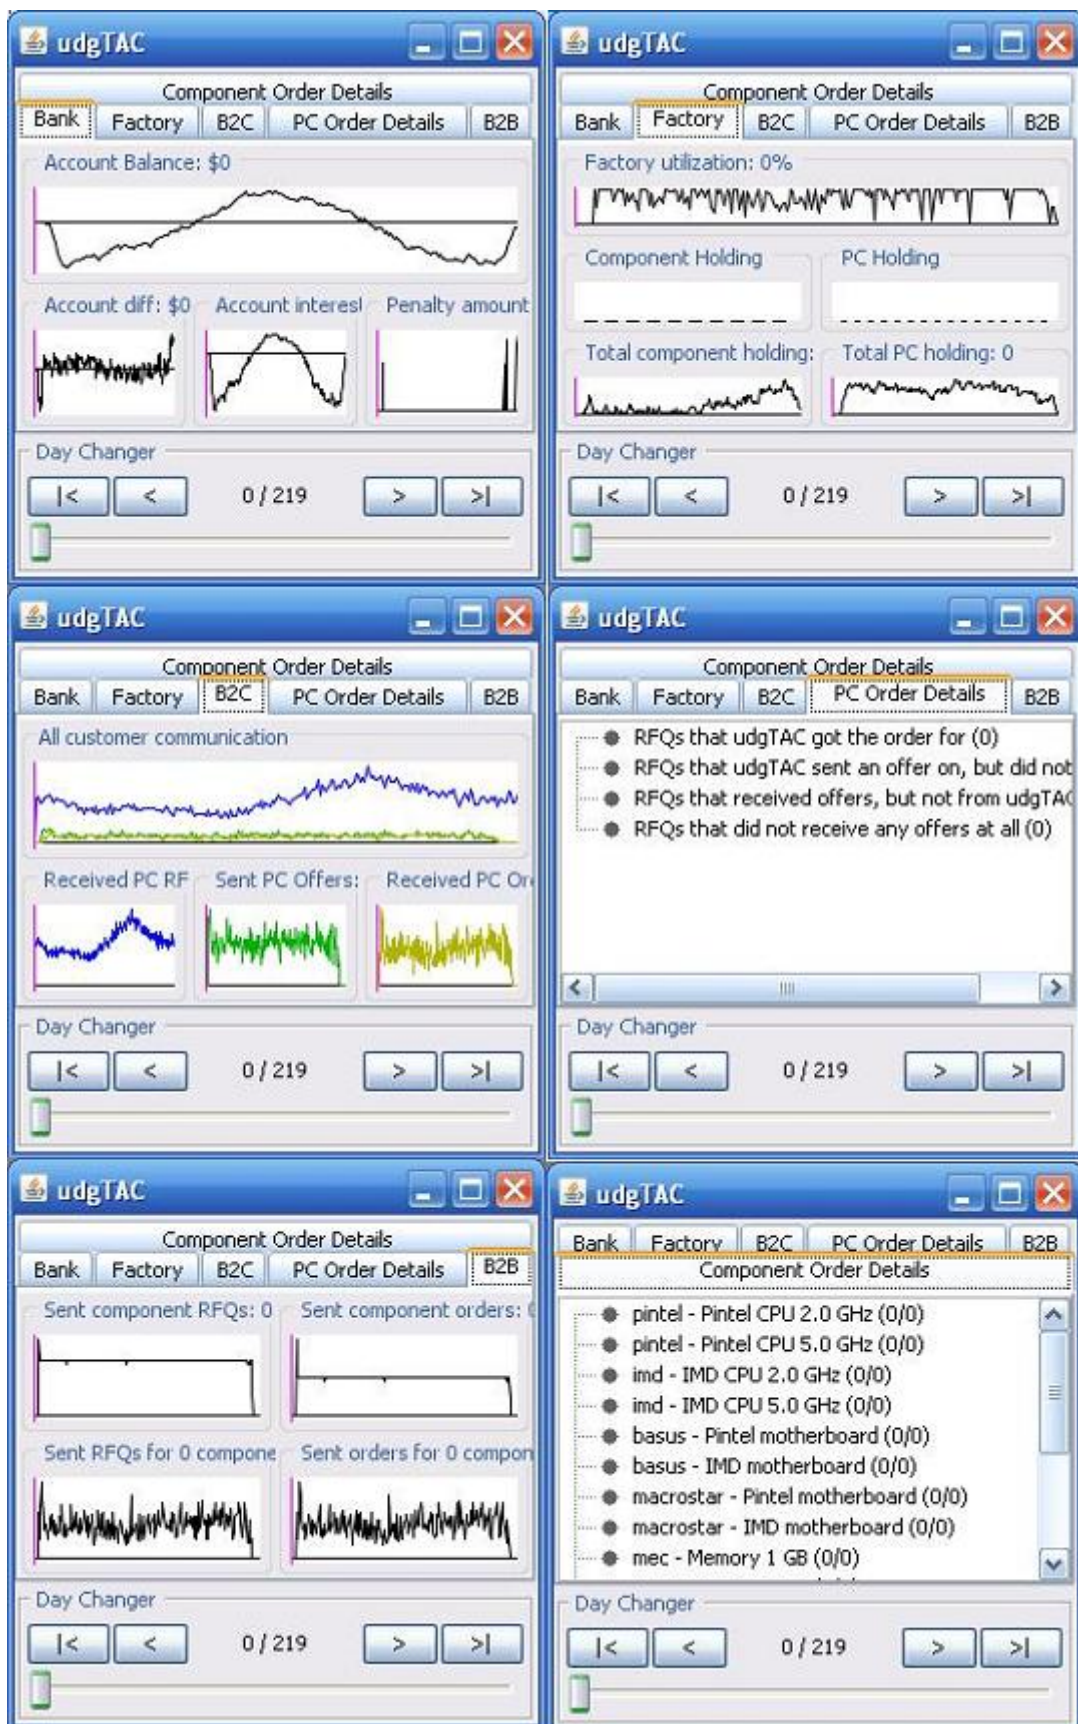 udgTAC
Component Order Details
Bank Factory B2C PC Order Details B2B
Account Balance: $0
Account diff: $0 Account interest Penalty amount
Day Changer
|< < 0 / 219 > >|
udgTAC
Component Order Details
Bank Factory B2C PC Order Details B2B
Factory utilization: 0%
Component Holding PC Holding
Total component holding: Total PC holding: 0
Day Changer
|< < 0 / 219 > >|
udgTAC
Component Order Details
Bank Factory B2C PC Order Details B2B
All customer communication
Received PC RF Sent PC Offers: Received PC Or
Day Changer
|< < 0 / 219 > >|
udgTAC
Component Order Details
Bank Factory B2C PC Order Details B2B
RFQs that udgTAC got the order for (0)
RFQs that udgTAC sent an offer on, but did not
RFQs that received offers, but not from udgTAC
RFQs that did not receive any offers at all (0)
Day Changer
|< < 0 / 219 > >|
udgTAC
Component Order Details
Bank Factory B2C PC Order Details B2B
Sent component RFQs: 0 Sent component orders: 0
Sent RFQs for 0 compone Sent orders for 0 compon
Day Changer
|< < 0 / 219 > >|
udgTAC
Bank Factory B2C PC Order Details B2B
Component Order Details
pintel - Pintel CPU 2.0 GHz (0/0)
pintel - Pintel CPU 5.0 GHz (0/0)
imd - IMD CPU 2.0 GHz (0/0)
imd - IMD CPU 5.0 GHz (0/0)
basus - Pintel motherboard (0/0)
basus - IMD motherboard (0/0)
macrostar - Pintel motherboard (0/0)
macrostar - IMD motherboard (0/0)
mec - Memory 1 GB (0/0)
Day Changer
|< < 0 / 219 > >|